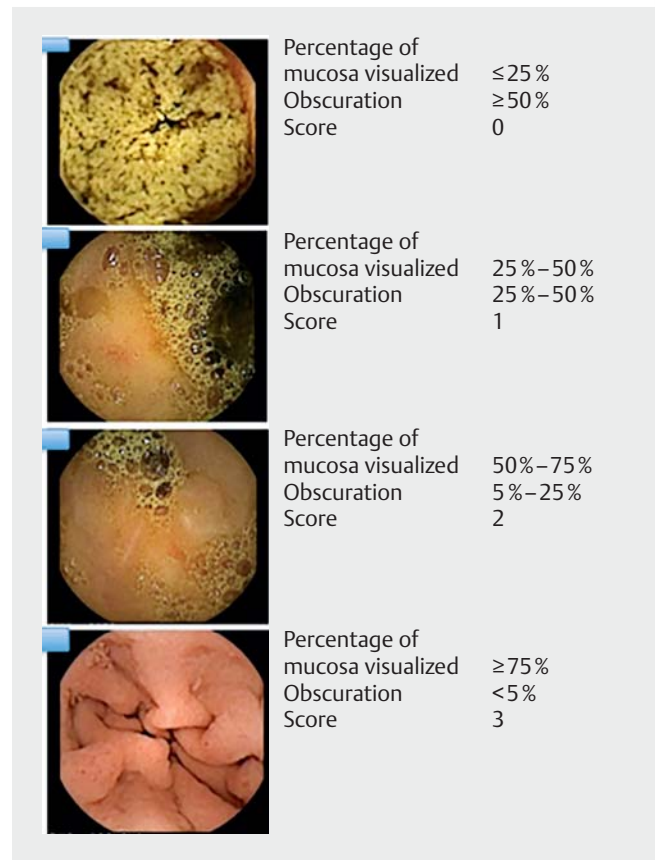 Percentage of
mucosa visualized ≤25 %
Obscuration ≥50 %
Score 0
Percentage of
mucosa visualized 25 %–50 %
Obscuration 25 %–50 %
Score 1
Percentage of
mucosa visualized 50 %–75 %
Obscuration 5 %–25 %
Score 2
Percentage of
mucosa visualized ≥75 %
Obscuration <5 %
Score 3